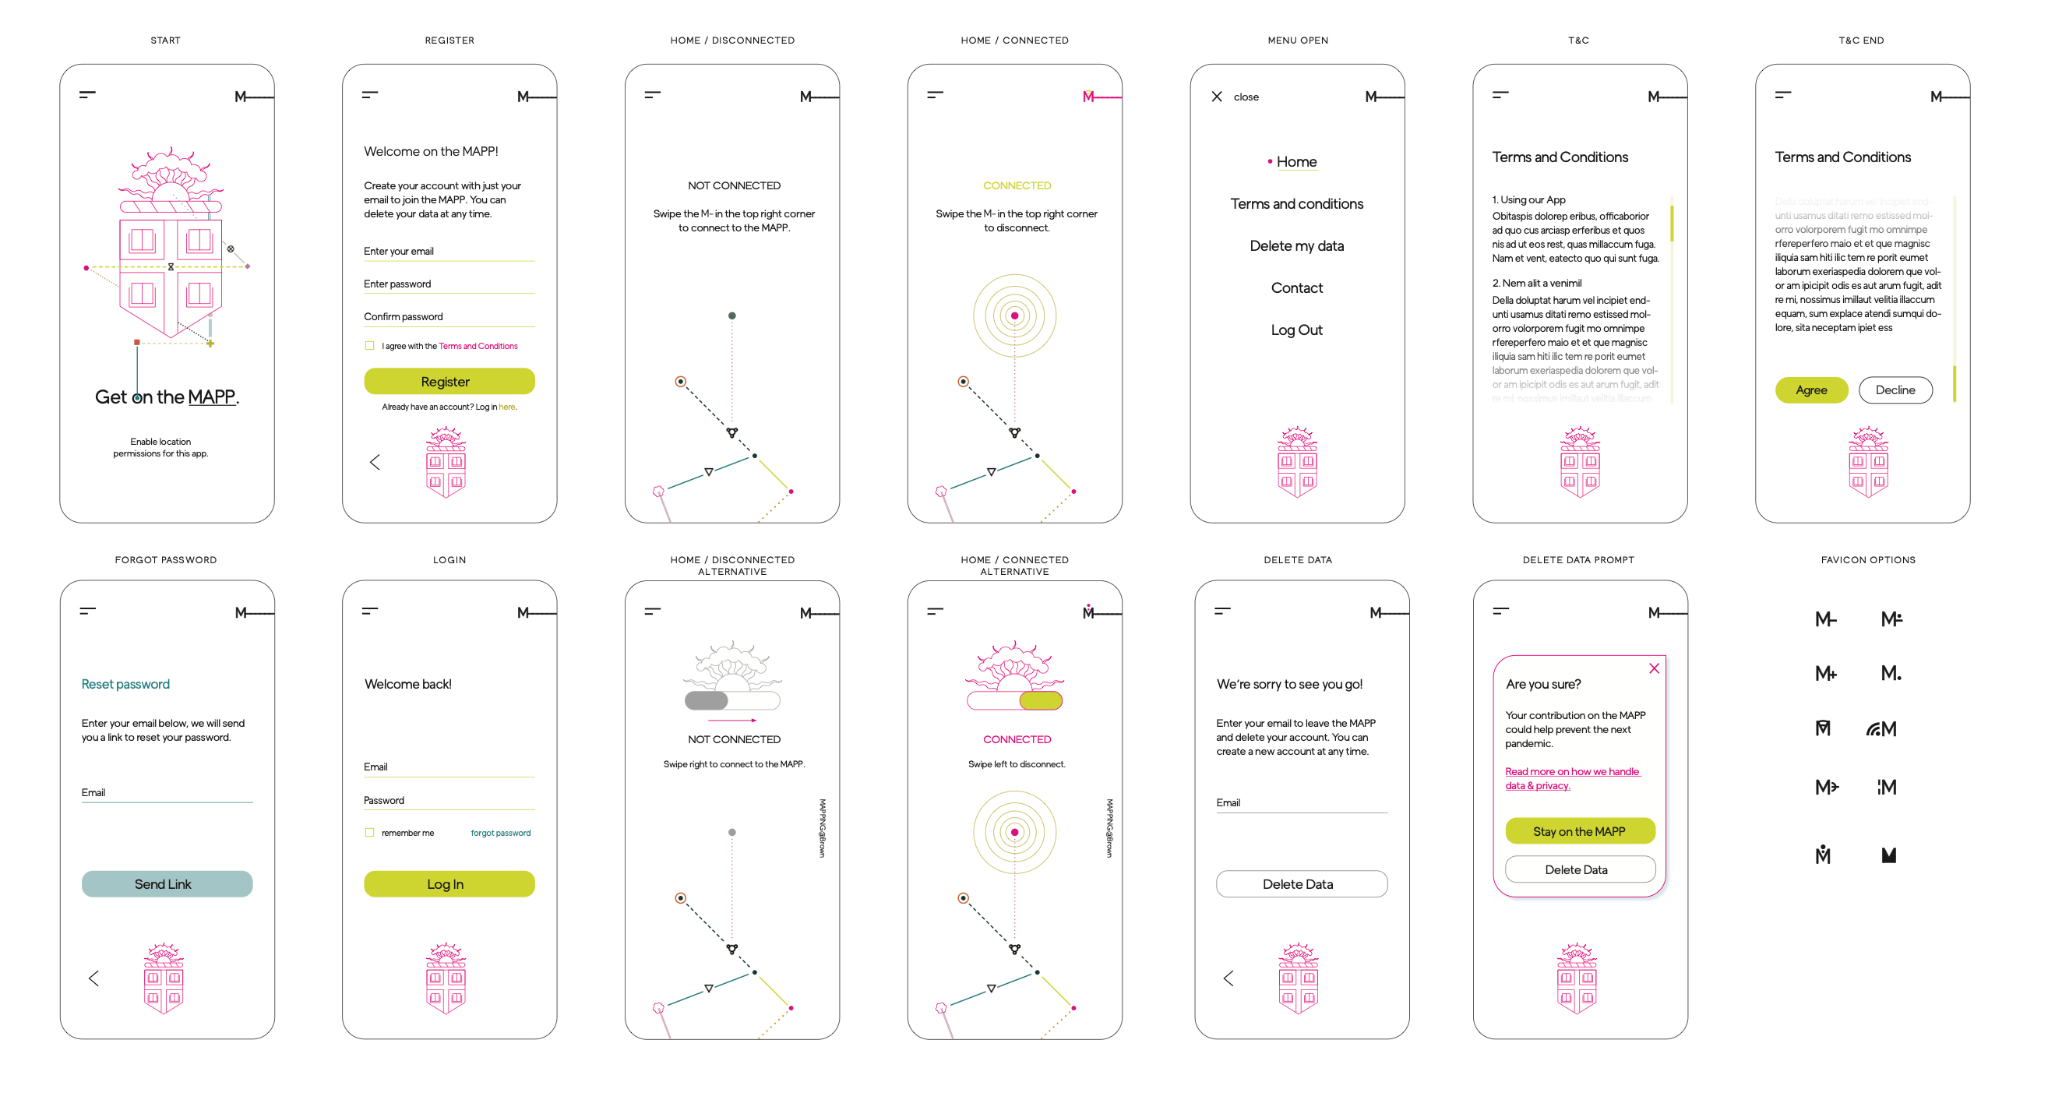 START
M
Get on the MAPP.
Enable location
permissions for this app.
REGISTER
M
Welcome on the MAPP!
Create your account with just your
email to join the MAPP. You can
delete your data at any time.
Enter your email
Enter password
Confirm password
I agree with the Terms and Conditions
Register
Already have an account? Log in here.
HOME / DISCONNECTED
M
NOT CONNECTED
Swipe the M- in the top right corner
to connect to the MAPP.
HOME / CONNECTED
M
CONNECTED
Swipe the M- in the top right corner
to disconnect.
MENU OPEN
close
M
Home
Terms and conditions
Delete my data
Contact
Log Out
T&C
M
Terms and Conditions
1. Using our App
Obitaspis dolorep eribus, officaborior
ad quo cus arciasp erferibus et quos
nis ad ut eos rest, quas millaccum fuga.
Nam et vent, eatecto quo qui sunt fuga.
2. Nem alit a venimil
Della doluptat harum vel incipiet end-
unti usamus ditati remo estissed mol-
orro volorporem fugit mo omnimpe
rfereperfero maio et et que magnisc
iliquia sam hiti ilic tem re porit eumet
laborum exeriaspedia dolorem que vol-
or am ipicipit odis es aut arum fugit, adit
re mi, nossimus imillaut velitia illaccum
T&C END
M
Terms and Conditions
Della doluptat harum vel incipiet end-
unti usamus ditati remo estissed mol-
orro volorporem fugit mo omnimpe
rfereperfero maio et et que magnisc
iliquia sam hiti ilic tem re porit eumet
laborum exeriaspedia dolorem que vol-
or am ipicipit odis es aut arum fugit, adit
re mi, nossimus imillaut velitia illaccum
equam, sum explace atendi sumqui do-
lore, sita neceptam ipiet ess
Agree
Decline
FORGOT PASSWORD
M
Reset password
Enter your email below, we will send
you a link to reset your password.
Email
Send Link
LOGIN
M
Welcome back!
Email
Password
remember me
forgot password
Log In
HOME / DISCONNECTED
ALTERNATIVE
M
NOT CONNECTED
Swipe right to connect to the MAPP.
MAPPING@Brown
HOME / CONNECTED
ALTERNATIVE
M
CONNECTED
Swipe left to disconnect.
MAPPING@Brown
DELETE DATA
M
We're sorry to see you go!
Enter your email to leave the MAPP
and delete your account. You can
create a new account at any time.
Email
Delete Data
DELETE DATA PROMPT
M
Are you sure?
Your contribution on the MAPP
could help prevent the next
pandemic.
Read more on how we handle
data & privacy.
Stay on the MAPP
Delete Data
FAVICON OPTIONS
M-
M
M+
M.
M
M
M
M
M
M